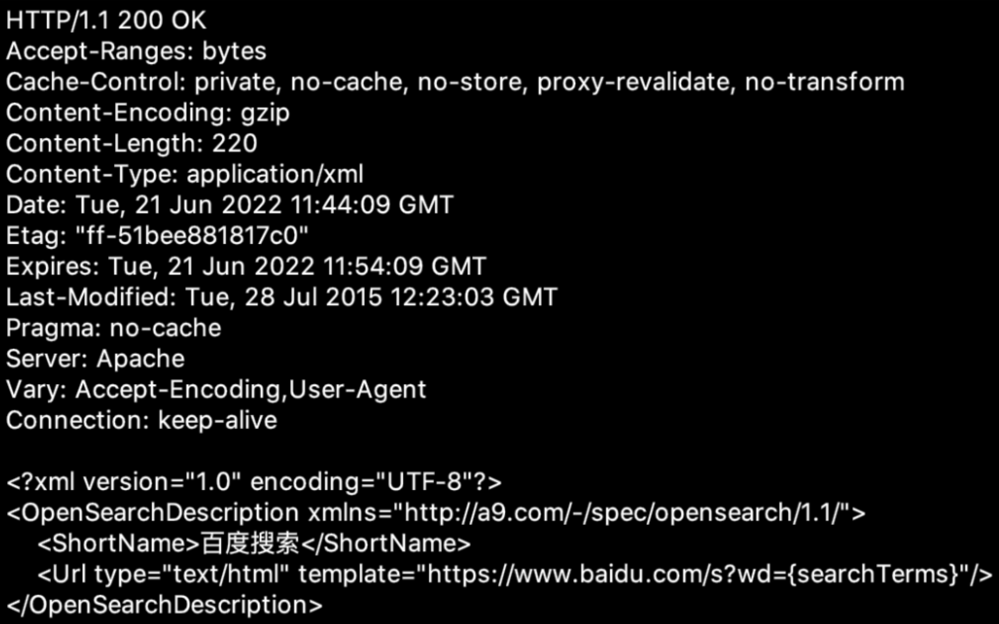 HTTP/1.1 200 OK
Accept-Ranges: bytes
Cache-Control: private, no-cache, no-store, proxy-revalidate, no-transform
Content-Encoding: gzip
Content-Length: 220
Content-Type: application/xml
Date: Tue, 21 Jun 2022 11:44:09 GMT
Etag: "ff-51bee881817c0"
Expires: Tue, 21 Jun 2022 11:54:09 GMT
Last-Modified: Tue, 28 Jul 2015 12:23:03 GMT
Pragma: no-cache
Server: Apache
Vary: Accept-Encoding,User-Agent
Connection: keep-alive

<?xml version="1.0" encoding="UTF-8"?>
<OpenSearchDescription xmlns="http://a9.com/-/spec/opensearch/1.1/">
    <ShortName>百度搜索</ShortName>
    <Url type="text/html" template="https://www.baidu.com/s?wd={searchTerms}"/>
</OpenSearchDescription>